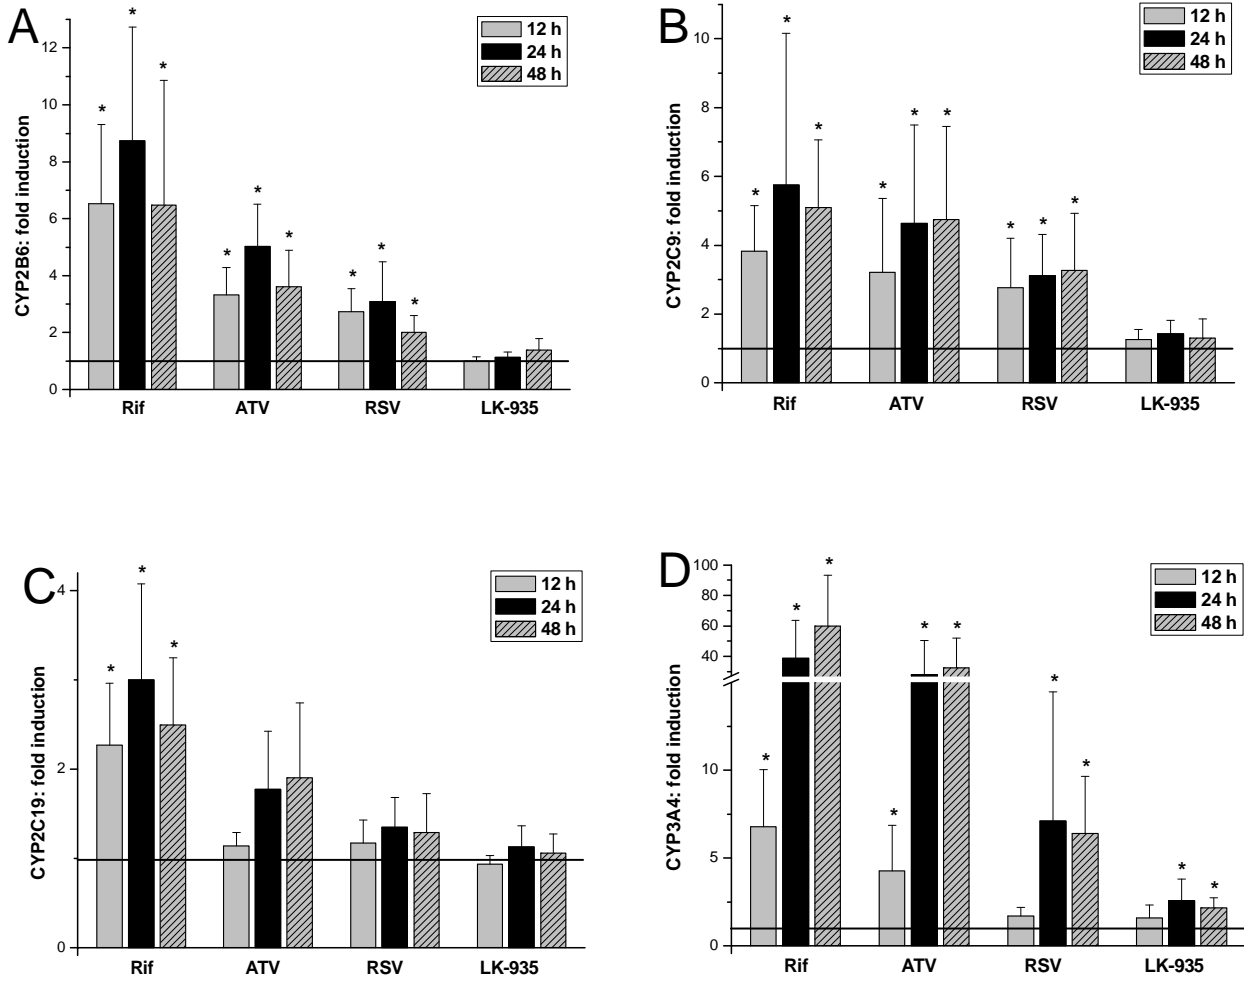 A
12 h
24 h
48 h
CYP2B6: fold induction
12
10
8
6
4
2
0
* * *
* * *
* * *
Rif ATV RSV LK-935
B
12 h
24 h
48 h
CYP2C9: fold induction
10
8
6
4
2
0
* * *
* * *
* * *
Rif ATV RSV LK-935
C
12 h
24 h
48 h
CYP2C19: fold induction
4
2
0
* * *
Rif ATV RSV LK-935
D
12 h
24 h
48 h
CYP3A4: fold induction
100
80
60
40
10
5
0
* * *
* * *
* *
* *
Rif ATV RSV LK-935